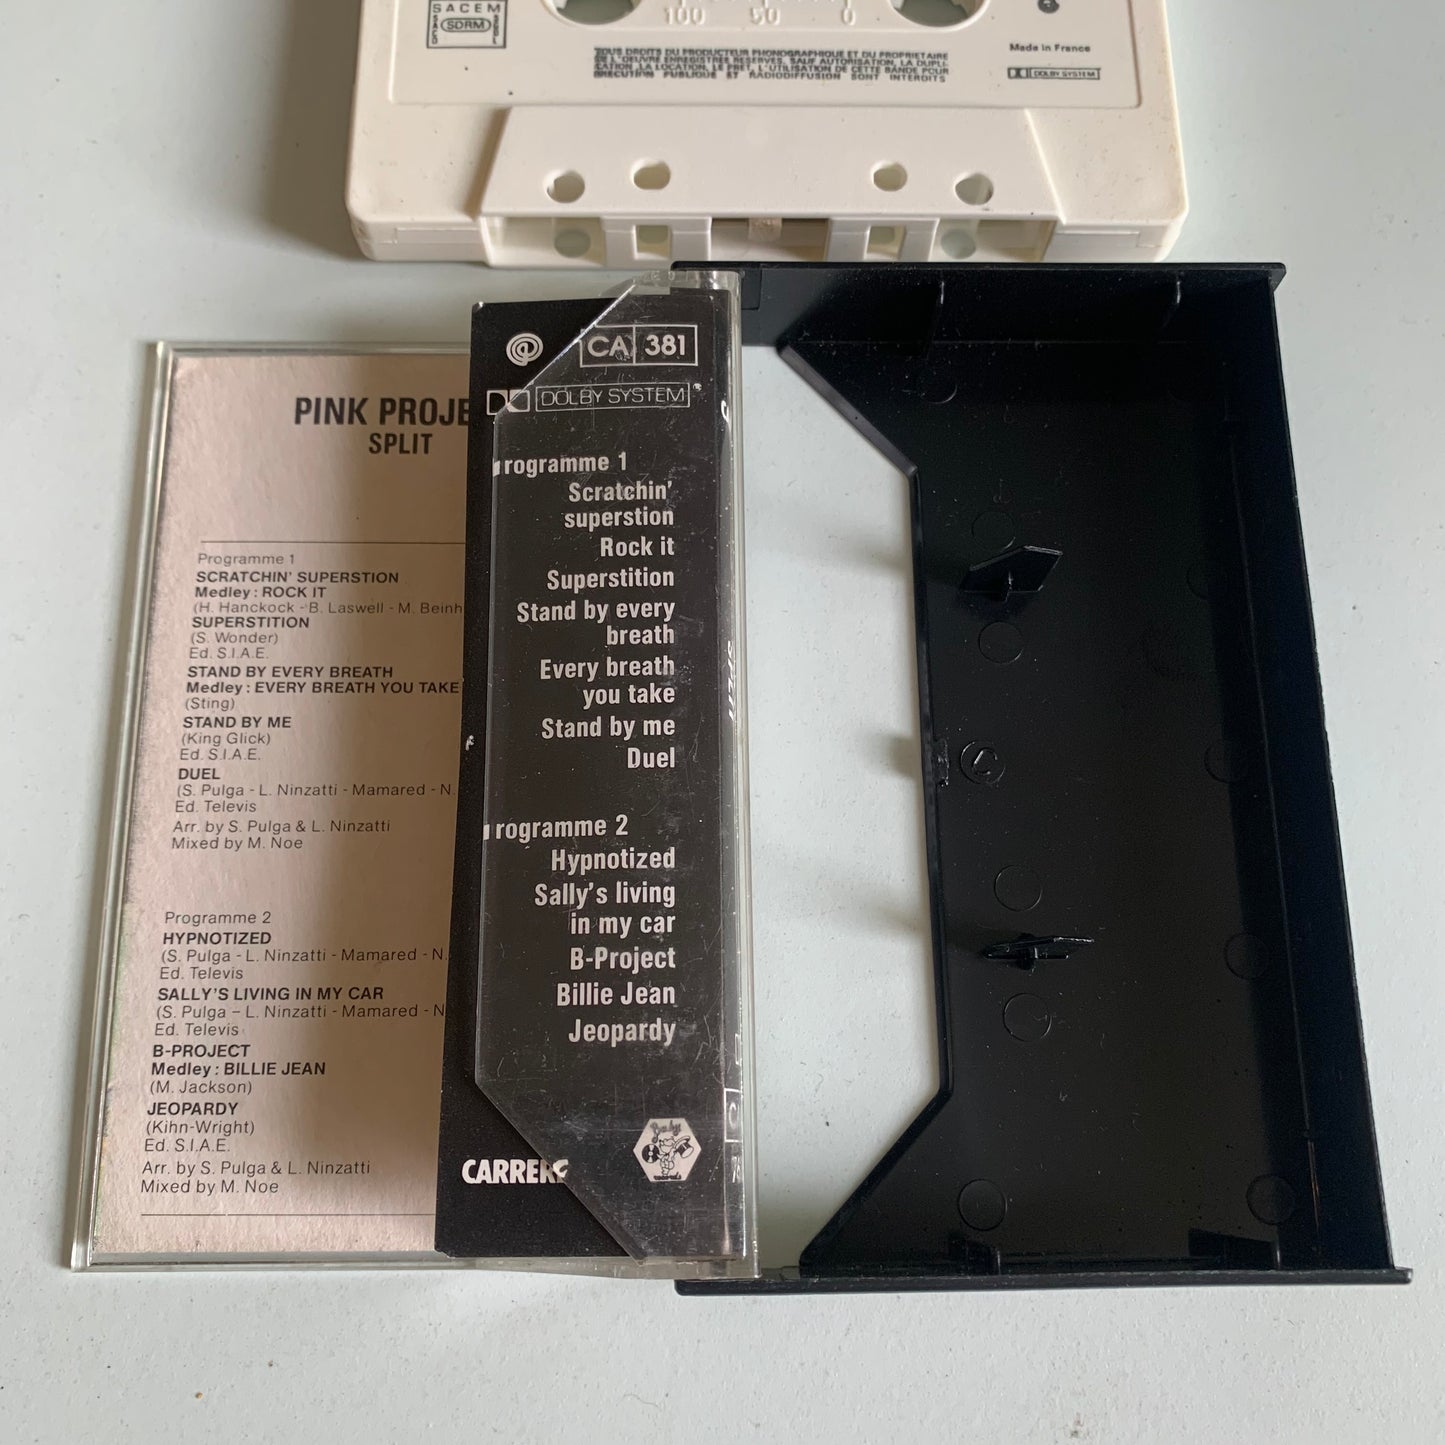 SACEM
SACD
SDRM
SGDL
100 50 0
TOUS DROITS DU PRODUCTEUR PHONOGRAPHIQUE ET DU PROPRIETAIRE
DE L'OEUVRE ENREGISTREE RESERVES. SAUF AUTORISATION, LA DUPLI-
CATION, LA LOCATION, LE PRET, L'UTILISATION DE CETTE BANDE POUR
EXECUTION PUBLIQUE ET RADIODIFFUSION SONT INTERDITS
Made in France
DOLBY SYSTEM
PINK PROJE
SPLIT
Programme 1
SCRATCHIN' SUPERSTION
Medley : ROCK IT
(H. Hanckock - B. Laswell - M. Beinh
SUPERSTITION
(S. Wonder)
Ed. S.I.A.E.
STAND BY EVERY BREATH
Medley : EVERY BREATH YOU TAKE
(Sting)
STAND BY ME
(King Glick)
Ed. S.I.A.E.
DUEL
(S. Pulga - L. Ninzatti - Mamared - N.
Ed. Televis
Arr. by S. Pulga & L. Ninzatti
Mixed by M. Noe
Programme 2
HYPNOTIZED
(S. Pulga - L. Ninzatti - Mamared - N.
Ed. Televis
SALLY'S LIVING IN MY CAR
(S. Pulga – L. Ninzatti - Mamared - N
Ed. Televis
B-PROJECT
Medley : BILLIE JEAN
(M. Jackson)
JEOPARDY
(Kihn-Wright)
Ed. S.I.A.E.
Arr. by S. Pulga & L. Ninzatti
Mixed by M. Noe
CA 381
DOLBY SYSTEM
rogramme 1
Scratchin'
superstion
Rock it
Superstition
Stand by every
breath
Every breath
you take
Stand by me
Duel
rogramme 2
Hypnotized
Sally's living
in my car
B-Project
Billie Jean
Jeopardy
CARRERE
Baby
records
C